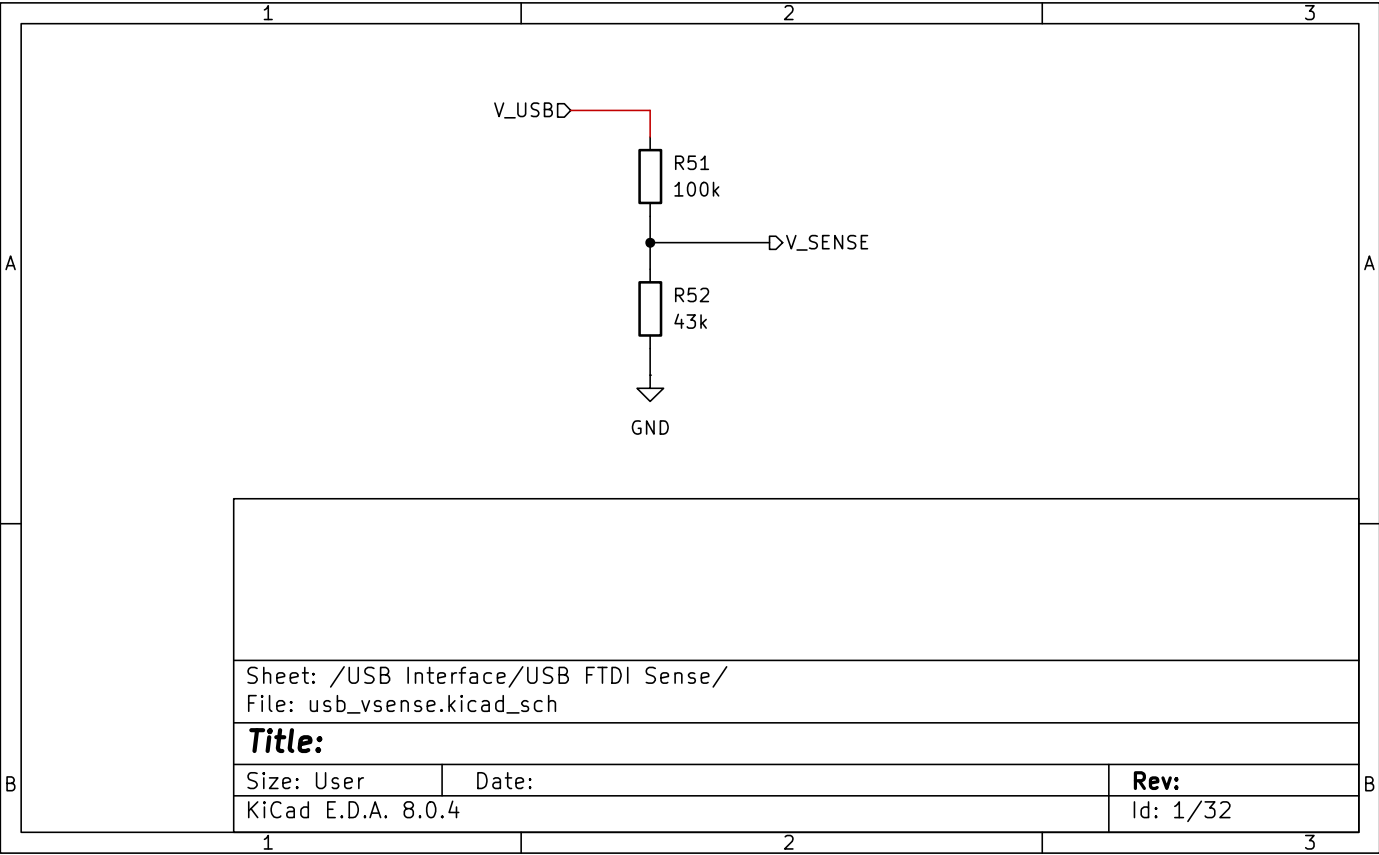 1 2 3
V_USB
R51
100k
V_SENSE
A A
R52
43k
GND
Sheet: /USB Interface/USB FTDI Sense/
File: usb_vsense.kicad_sch
Title:
Size: User Date: Rev:
B B
KiCad E.D.A. 8.0.4 Id: 1/32
1 2 3